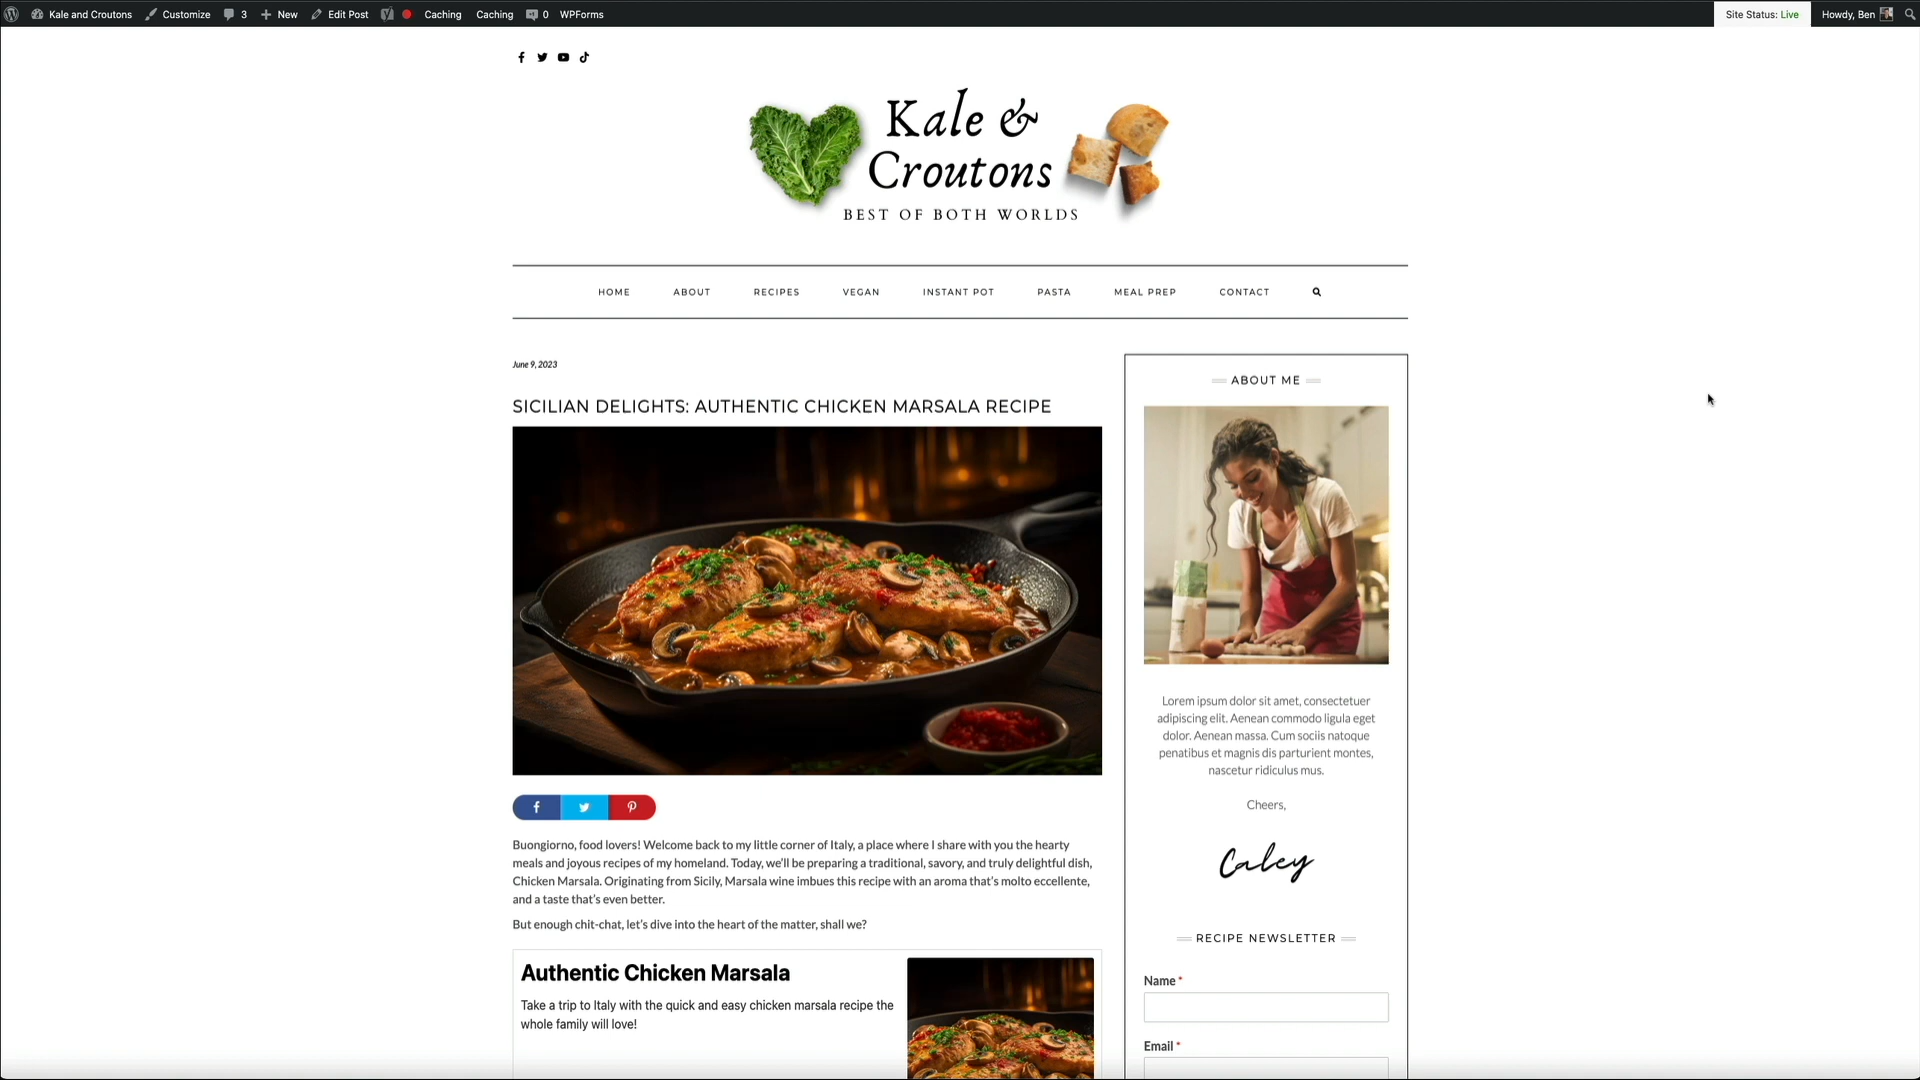 Kale and Croutons Customize 3 New Edit Post Caching Caching 0 WPForms Site Status: Live Howdy, Ben
Kale &
Croutons
BEST OF BOTH WORLDS
HOME ABOUT RECIPES VEGAN INSTANT POT PASTA MEAL PREP CONTACT
June 9, 2023
SICILIAN DELIGHTS: AUTHENTIC CHICKEN MARSALA RECIPE
Buongiorno, food lovers! Welcome back to my little corner of Italy, a place where I share with you the hearty
meals and joyous recipes of my homeland. Today, we'll be preparing a traditional, savory, and truly delightful dish,
Chicken Marsala. Originating from Sicily, Marsala wine imbues this recipe with an aroma that's molto eccellente,
and a taste that's even better.
But enough chit-chat, let's dive into the heart of the matter, shall we?
Authentic Chicken Marsala
Take a trip to Italy with the quick and easy chicken marsala recipe the
whole family will love!
ABOUT ME
Lorem ipsum dolor sit amet, consectetuer
adipiscing elit. Aenean commodo ligula eget
dolor. Aenean massa. Cum sociis natoque
penatibus et magnis dis parturient montes,
nascetur ridiculus mus.
Cheers,
Caley
RECIPE NEWSLETTER
Name *
Email *